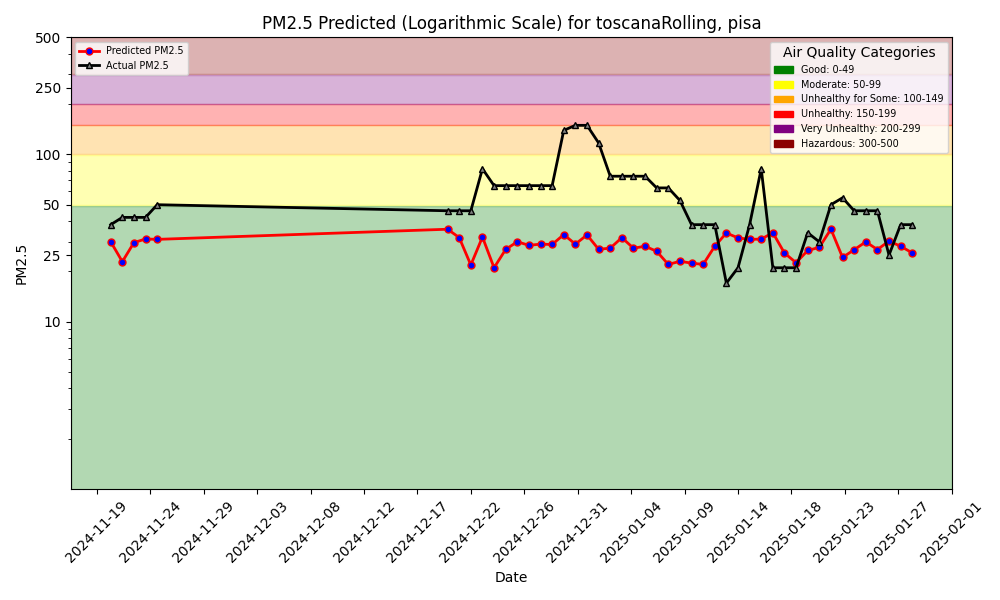 PM2.5 Predicted (Logarithmic Scale) for toscanaRolling, pisa
Predicted PM2.5
Actual PM2.5
Air Quality Categories
Good: 0-49
Moderate: 50-99
Unhealthy for Some: 100-149
Unhealthy: 150-199
Very Unhealthy: 200-299
Hazardous: 300-500
500
250
100
50
25
10
PM2.5
2024-11-19
2024-11-24
2024-11-29
2024-12-03
2024-12-08
2024-12-12
2024-12-17
2024-12-22
2024-12-26
2024-12-31
2025-01-04
2025-01-09
2025-01-14
2025-01-18
2025-01-23
2025-01-27
2025-02-01
Date